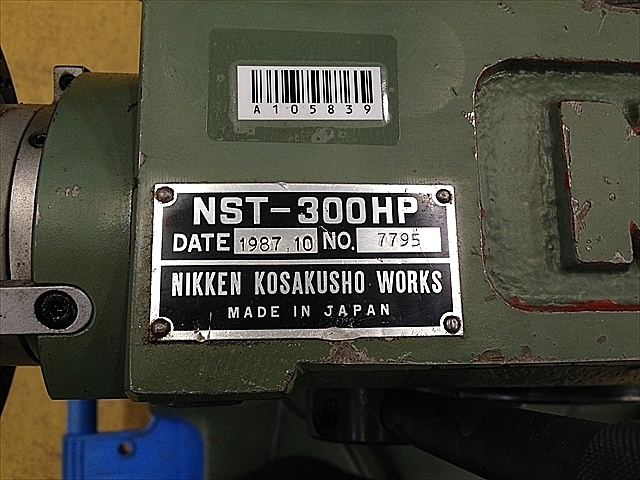 A105839
NST-300HP
DATE 1987.10 NO. 7795
NIKKEN KOSAKUSHO WORKS
MADE IN JAPAN